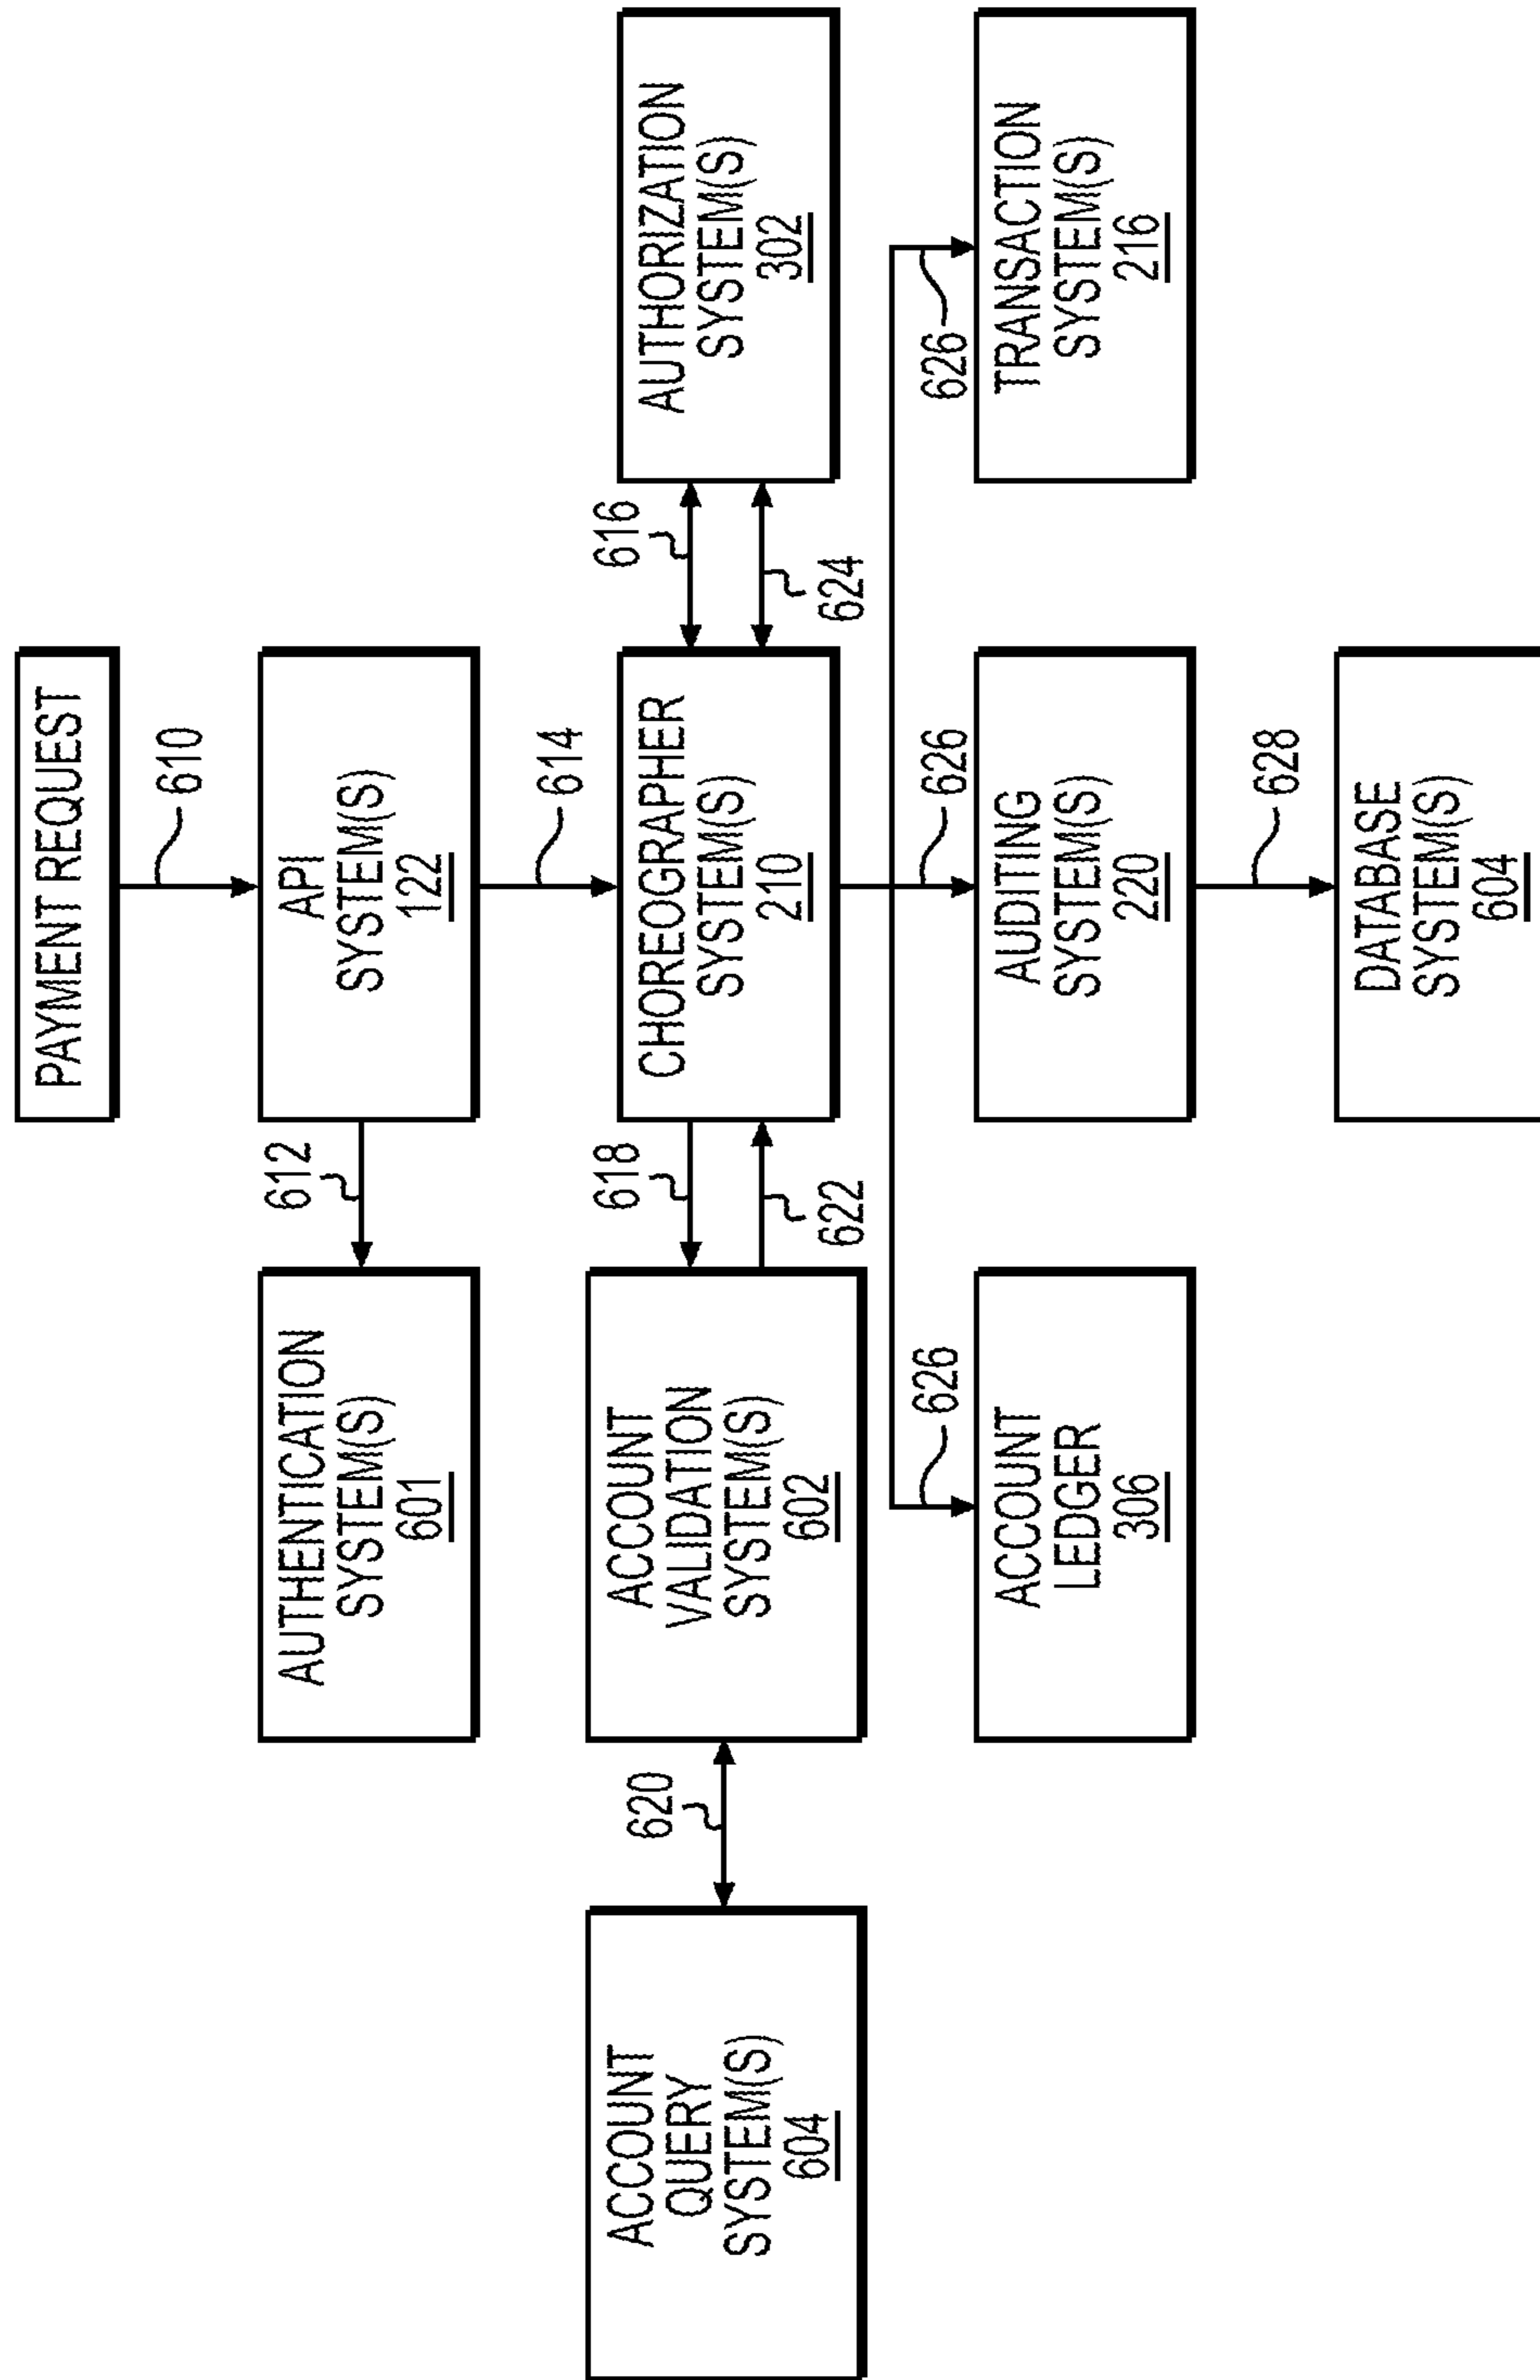 PAYMENT REQUEST
610
API
SYSTEM(S)
122
612
AUTHENTICATION
SYSTEM(S)
601
614
CHOREOGRAPHER
SYSTEM(S)
210
616
624
AUTHORIZATION
SYSTEM(S)
302
618
622
ACCOUNT
VALIDATION
SYSTEM(S)
602
620
ACCOUNT
QUERY
SYSTEM(S)
604
626
ACCOUNT
LEDGER
306
626
AUDITING
SYSTEM(S)
220
626
TRANSACTION
SYSTEM(S)
216
628
DATABASE
SYSTEM(S)
604